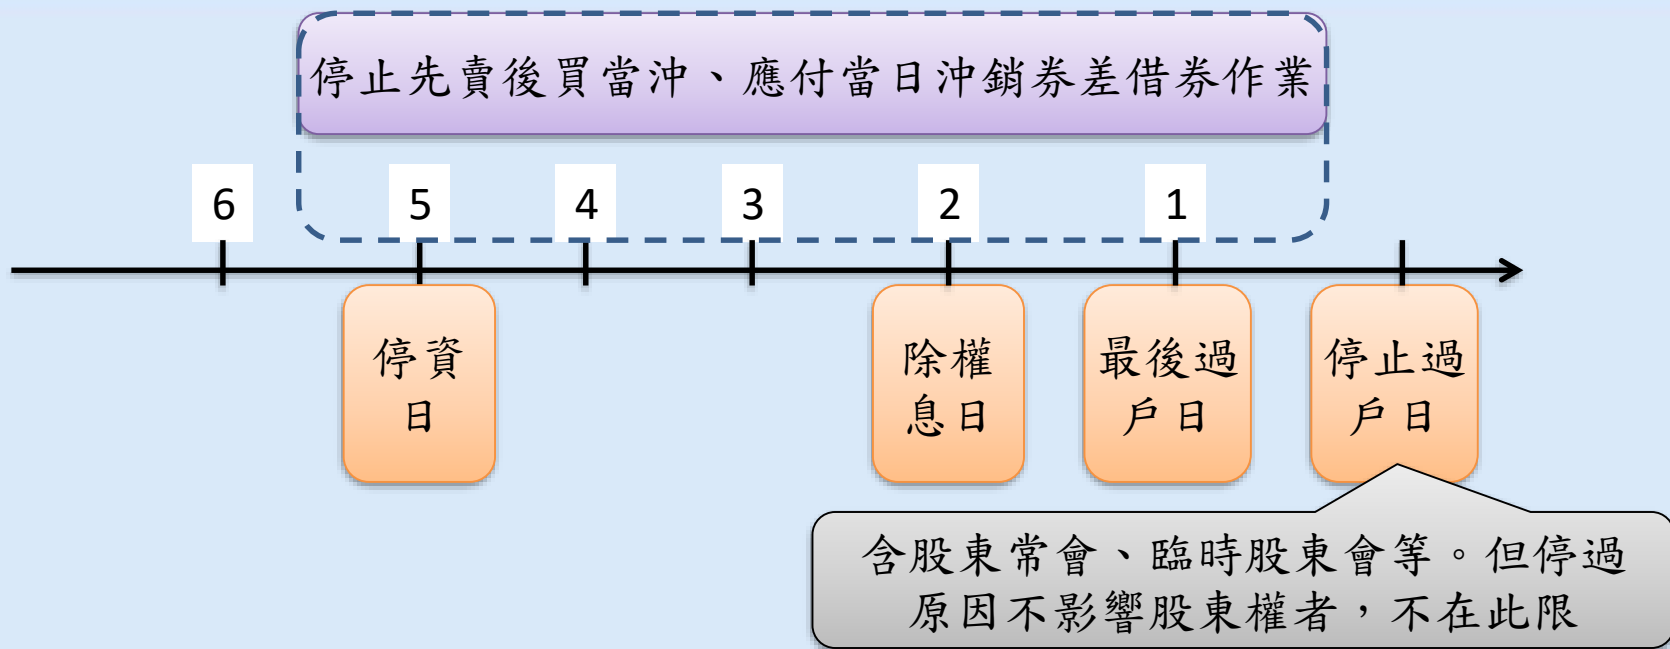 停止先賣後買當沖、應付當日沖銷券差借券作業
6
5
4
3
2
1
停資
日
除權
息日
最後過
戶日
停止過
戶日
含股東常會、臨時股東會等。但停過
原因不影響股東權者，不在此限